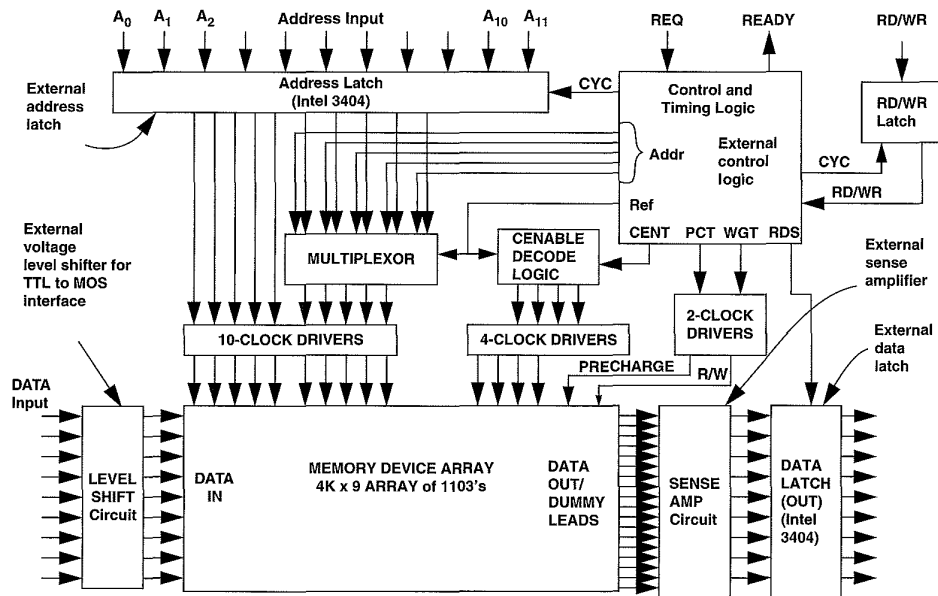 A0 A1 A2 Address Input A10 A11
REQ READY RD/WR
Address Latch
(Intel 3404)
CYC
Control and
Timing Logic
RD/WR
Latch
External
address
latch
Addr
External
control
logic
CYC
RD/WR
Ref
CENT PCT WGT RDS
External
voltage
level shifter for
TTL to MOS
interface
MULTIPLEXOR
CENABLE
DECODE
LOGIC
External
sense
amplifier
2-CLOCK
DRIVERS
10-CLOCK DRIVERS
4-CLOCK DRIVERS
External
data
latch
PRECHARGE
R/W
DATA
Input
LEVEL
SHIFT
Circuit
DATA
IN
MEMORY DEVICE ARRAY
4K x 9 ARRAY of 1103's
DATA
OUT/
DUMMY
LEADS
SENSE
AMP
Circuit
DATA
LATCH
(OUT)
(Intel
3404)